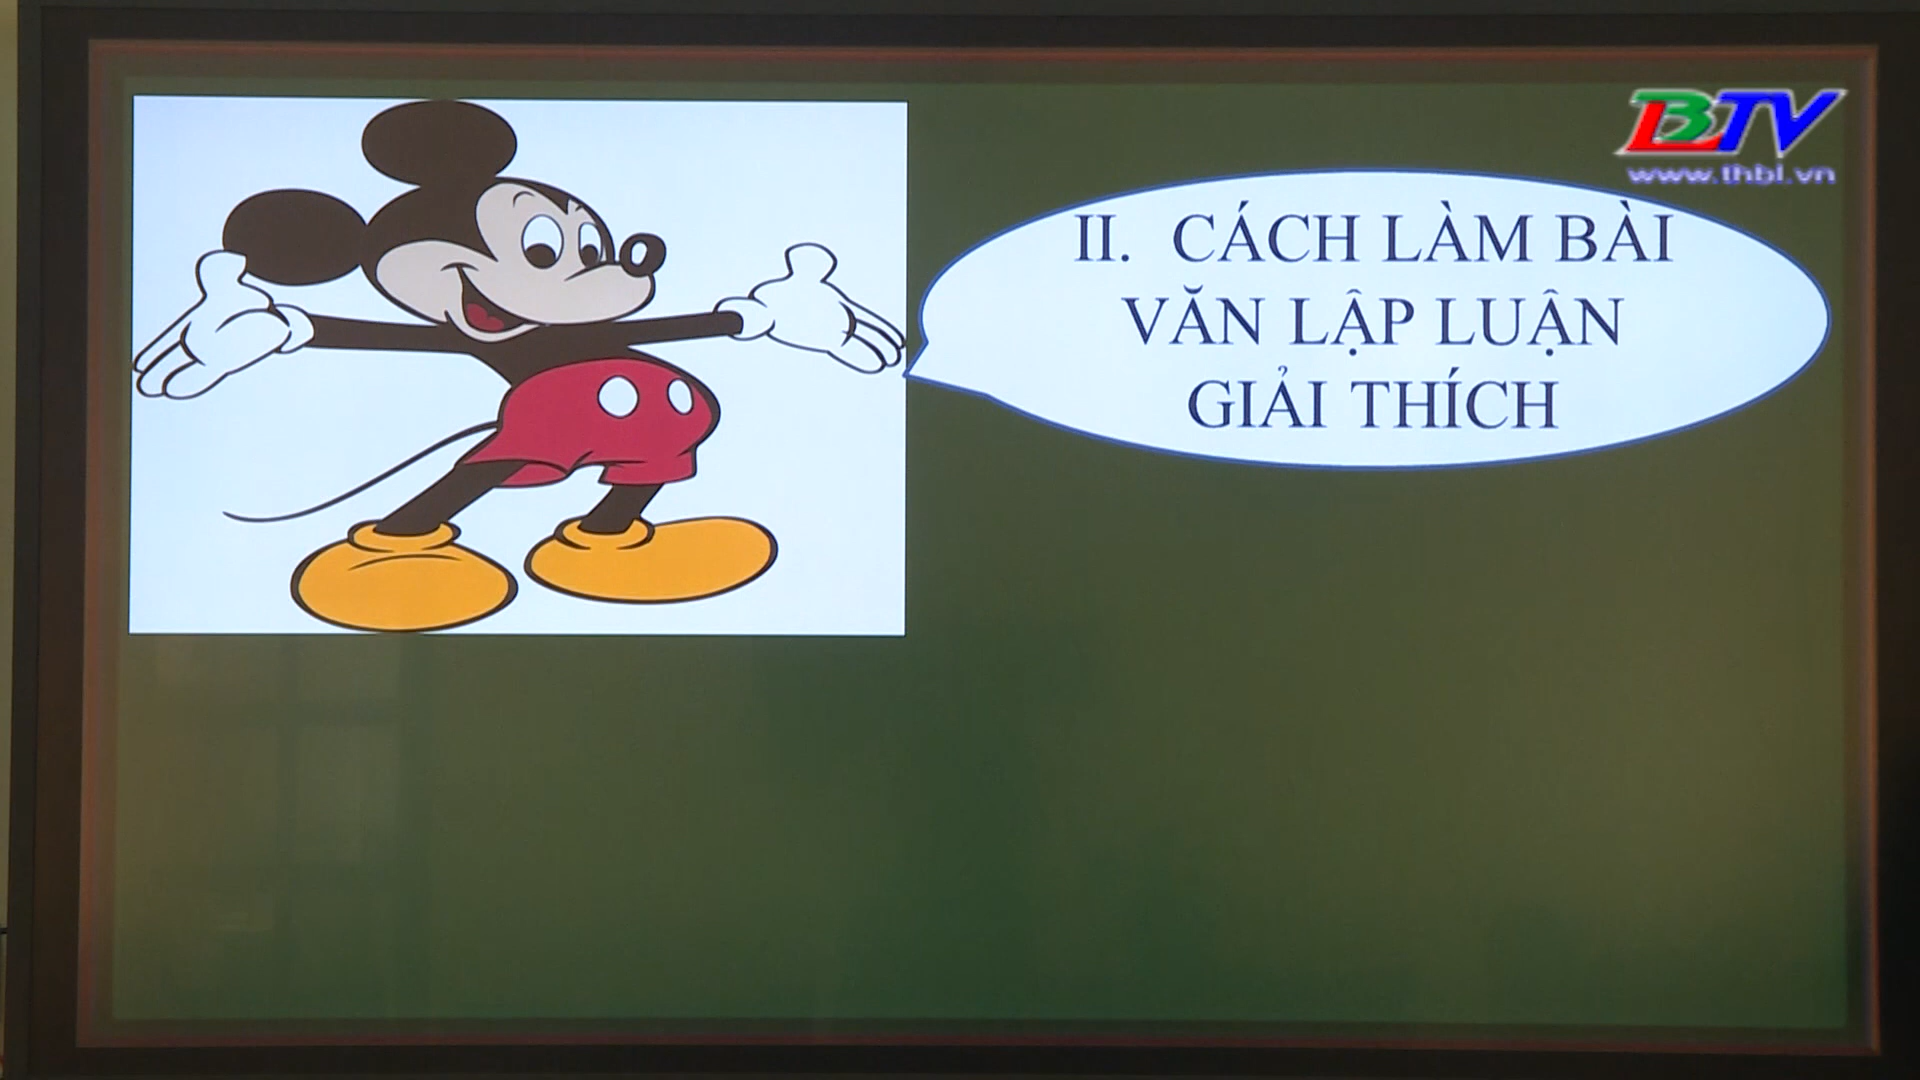 BTV
www.thbl.vn
II. CÁCH LÀM BÀI
VĂN LẬP LUẬN
GIẢI THÍCH